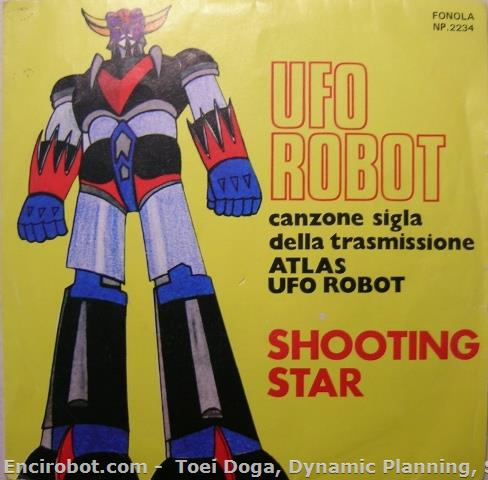 FONOLA
NP.2234
UFO
ROBOT
canzone sigla
della trasmissione
ATLAS
UFO ROBOT
SHOOTING
STAR
Encirobot.com - Toei Doga, Dynamic Planning, S